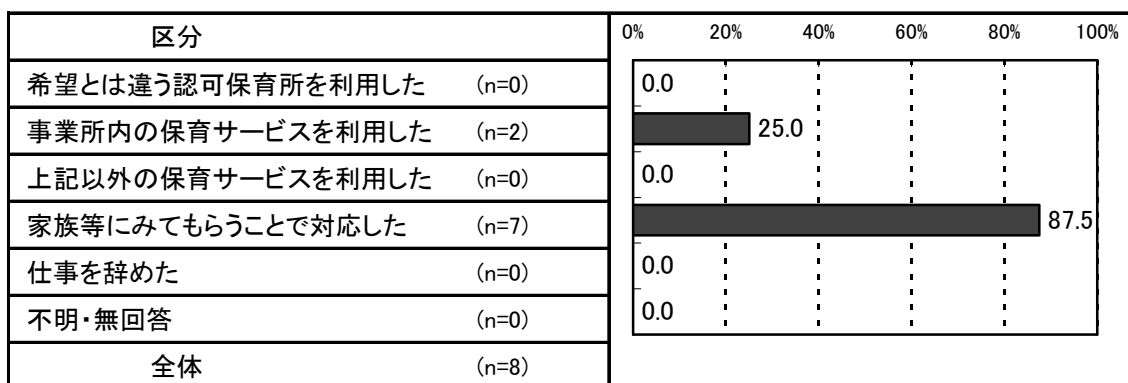 区分 0% 20% 40% 60% 80% 100%
希望とは違う認可保育所を利用した (n=0) 0.0
事業所内の保育サービスを利用した (n=2) 25.0
上記以外の保育サービスを利用した (n=0) 0.0
家族等にみてもらうことで対応した (n=7) 87.5
仕事を辞めた (n=0) 0.0
不明・無回答 (n=0) 0.0
全体 (n=8)